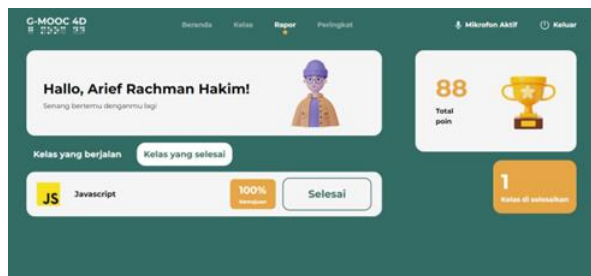 G-MOOC 4D
Beranda Kelas Rapor Peringkat
Mikrofon Aktif
Keluar
Hallo, Arief Rachman Hakim!
Senang bertemu denganmu lagi
88
Total
poin
Kelas yang berjalan
Kelas yang selesai
JS
Javascript
100%
Kemajuan
Selesai
1
Kelas di selesaikan